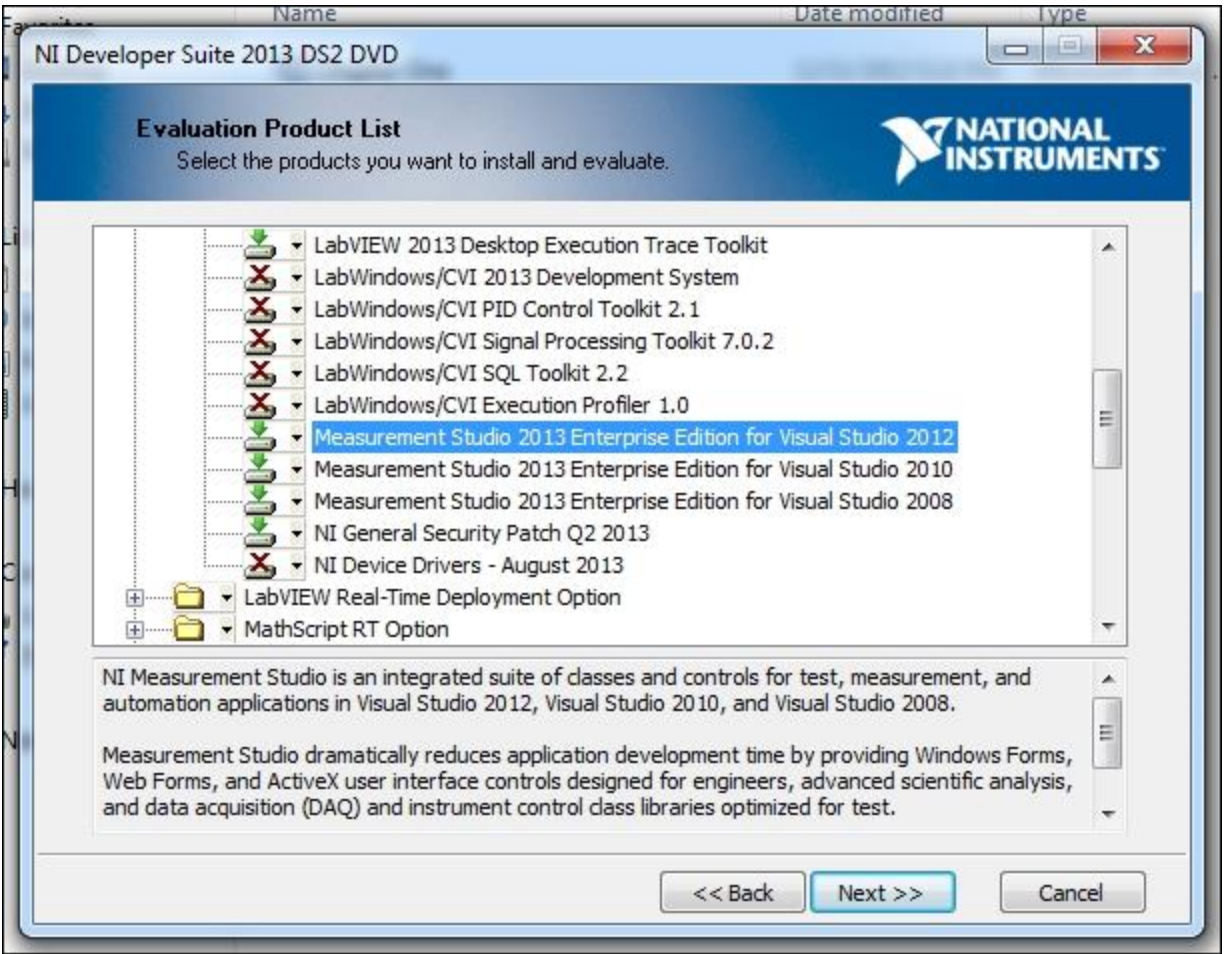 Name Date modified Type
NI Developer Suite 2013 DS2 DVD
Evaluation Product List
Select the products you want to install and evaluate.
NATIONAL
INSTRUMENTS
LabVIEW 2013 Desktop Execution Trace Toolkit
LabWindows/CVI 2013 Development System
LabWindows/CVI PID Control Toolkit 2.1
LabWindows/CVI Signal Processing Toolkit 7.0.2
LabWindows/CVI SQL Toolkit 2.2
LabWindows/CVI Execution Profiler 1.0
Measurement Studio 2013 Enterprise Edition for Visual Studio 2012
Measurement Studio 2013 Enterprise Edition for Visual Studio 2010
Measurement Studio 2013 Enterprise Edition for Visual Studio 2008
NI General Security Patch Q2 2013
NI Device Drivers - August 2013
LabVIEW Real-Time Deployment Option
MathScript RT Option
NI Measurement Studio is an integrated suite of classes and controls for test, measurement, and
automation applications in Visual Studio 2012, Visual Studio 2010, and Visual Studio 2008.
Measurement Studio dramatically reduces application development time by providing Windows Forms,
Web Forms, and ActiveX user interface controls designed for engineers, advanced scientific analysis,
and data acquisition (DAQ) and instrument control class libraries optimized for test.
<< Back Next >> Cancel